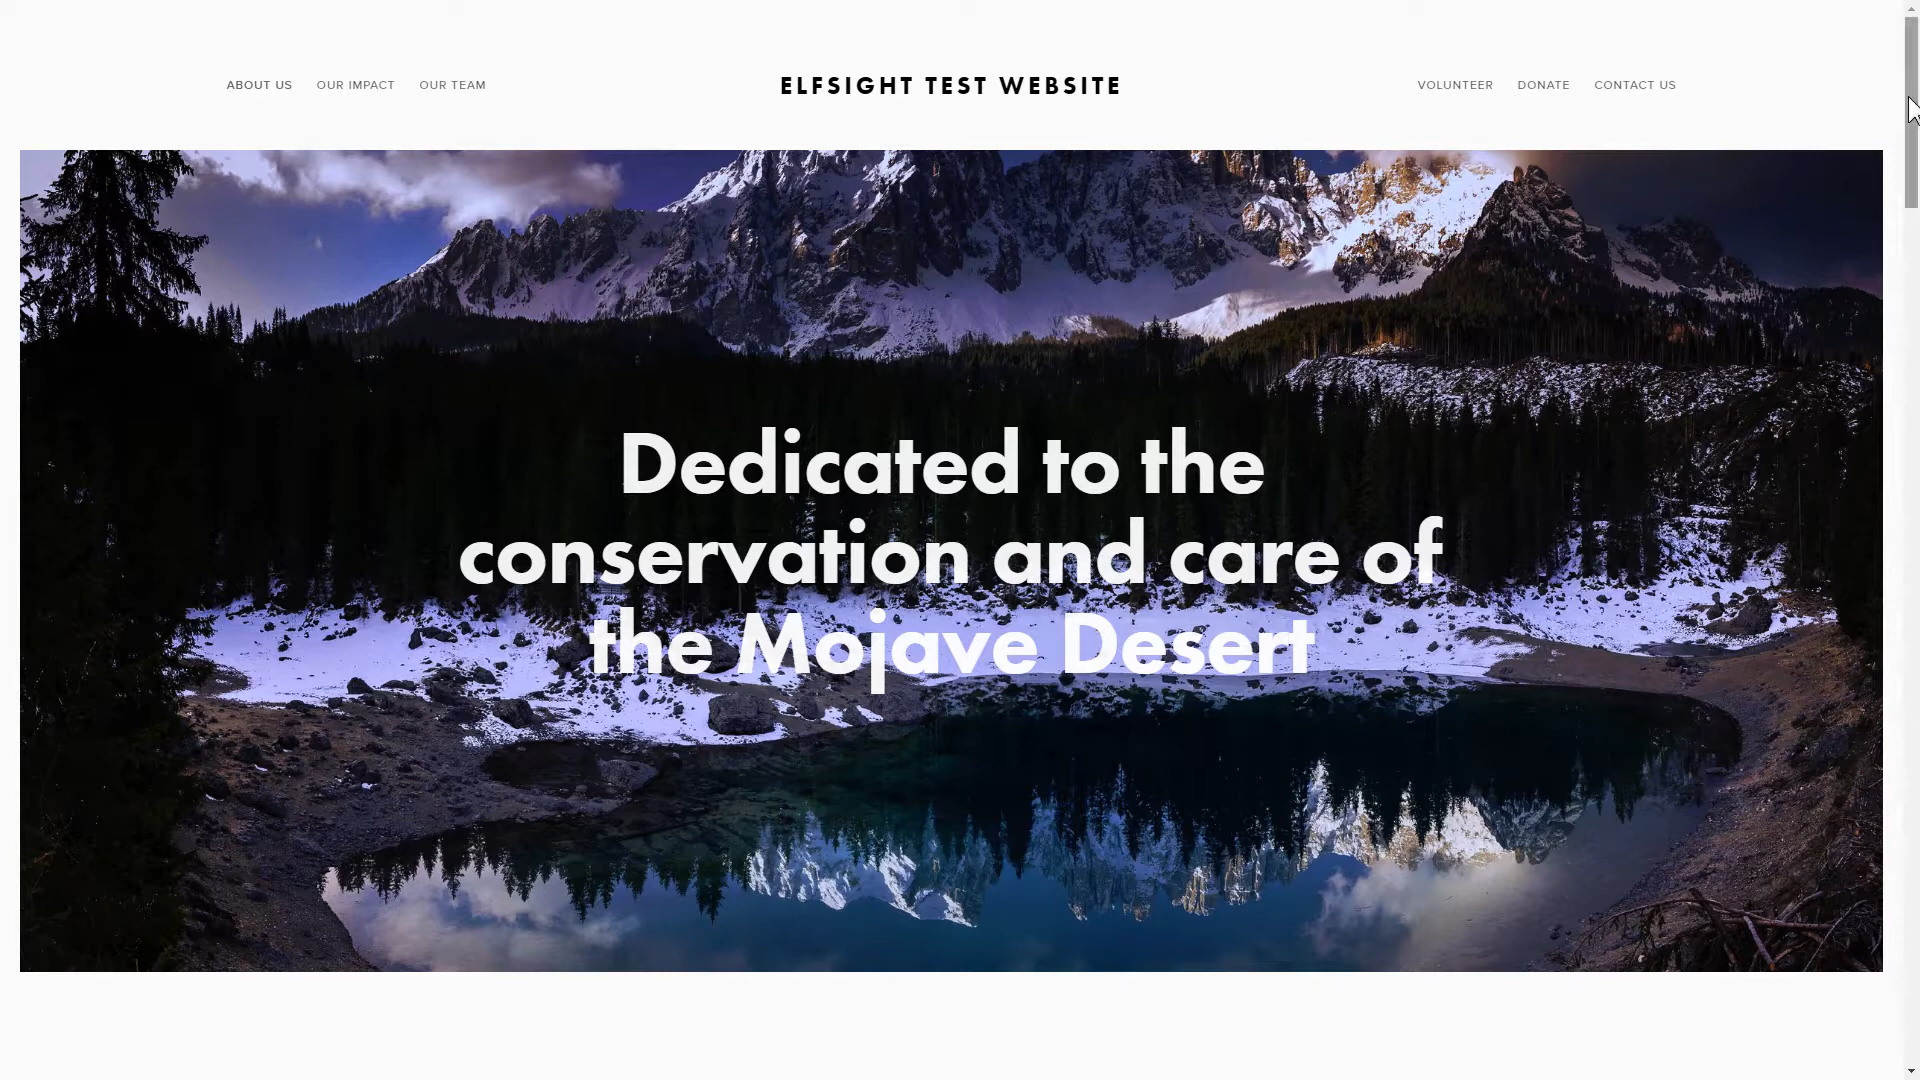 ABOUT US OUR IMPACT OUR TEAM ELFSIGHT TEST WEBSITE VOLUNTEER DONATE CONTACT US
Dedicated to the
conservation and care of
the Mojave Desert